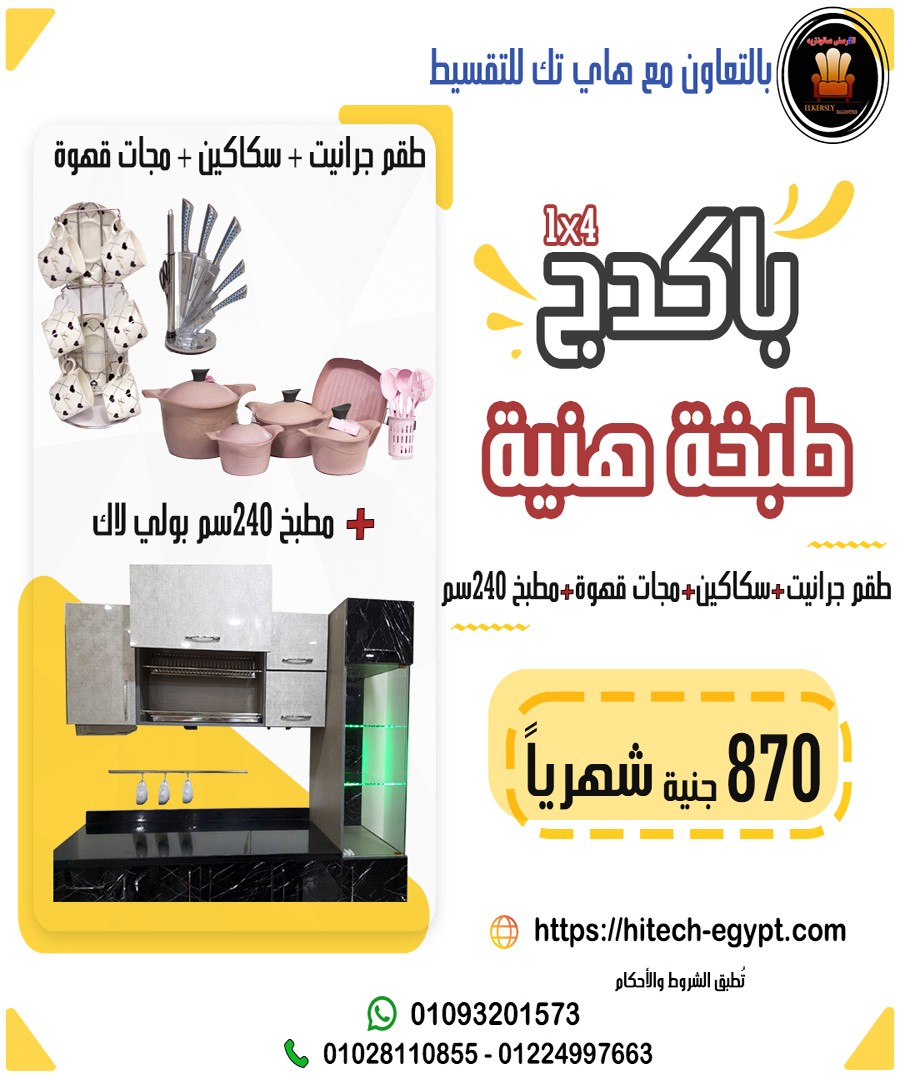 بالتعاون مع هاي تك للتقسيط
الكرسلي سالونتريه
ELKERSLY
طقم جرانيت + سكاكين + مجات قهوة
1x4
باكدج
طبخة هنية
+ مطبخ 240سم بولي لاك
طقم جرانيت+سكاكين+مجات قهوة+مطبخ 240سم
870 جنية شهرياً
https://hitech-egypt.com
تُطبق الشروط والأحكام
01093201573
01028110855 - 01224997663